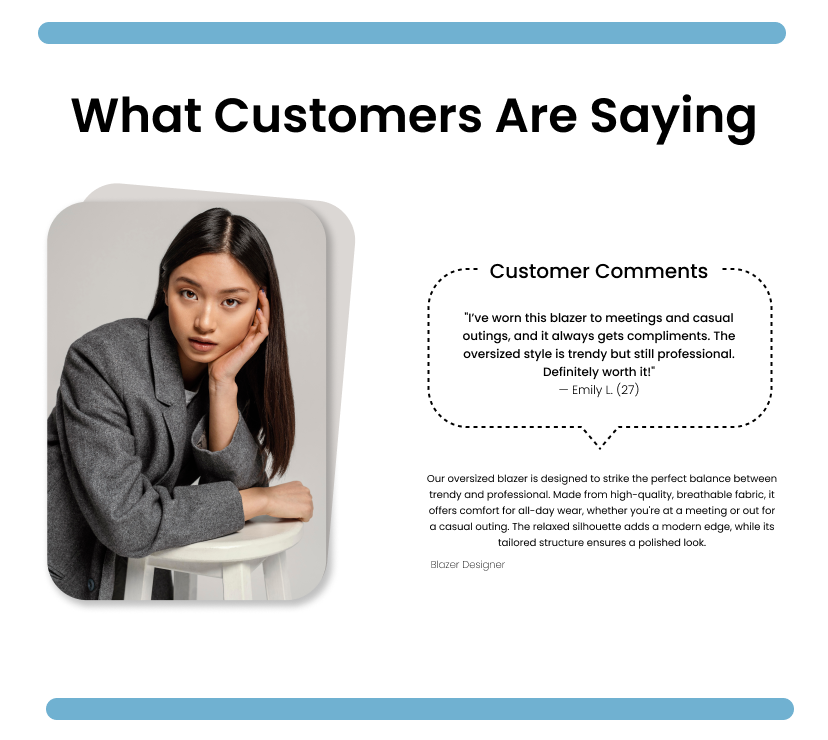 What Customers Are Saying
Customer Comments
"I've worn this blazer to meetings and casual
outings, and it always gets compliments. The
oversized style is trendy but still professional.
Definitely worth it!"
— Emily L. (27)
Our oversized blazer is designed to strike the perfect balance between
trendy and professional. Made from high-quality, breathable fabric, it
offers comfort for all-day wear, whether you're at a meeting or out for
a casual outing. The relaxed silhouette adds a modern edge, while its
tailored structure ensures a polished look.
Blazer Designer